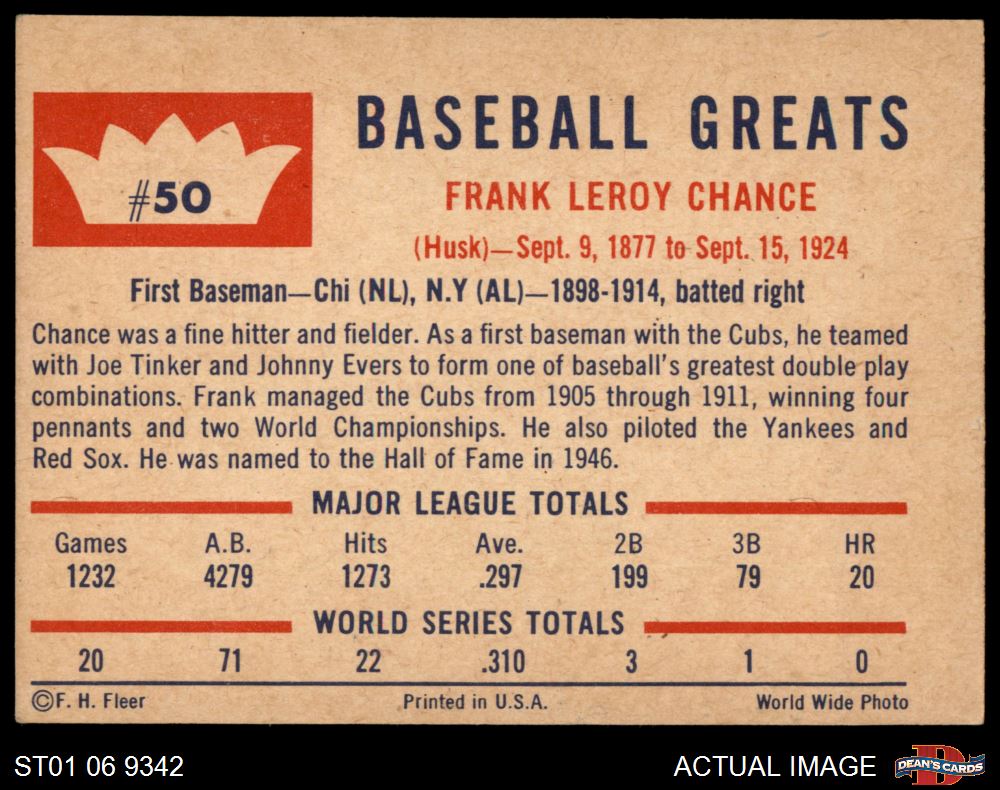 #50
BASEBALL GREATS
FRANK LEROY CHANCE
(Husk)—Sept. 9, 1877 to Sept. 15, 1924
First Baseman—Chi (NL), N.Y (AL)—1898-1914, batted right
Chance was a fine hitter and fielder. As a first baseman with the Cubs, he teamed
with Joe Tinker and Johnny Evers to form one of baseball's greatest double play
combinations. Frank managed the Cubs from 1905 through 1911, winning four
pennants and two World Championships. He also piloted the Yankees and
Red Sox. He was named to the Hall of Fame in 1946.
MAJOR LEAGUE TOTALS
Games A.B. Hits Ave. 2B 3B HR
1232 4279 1273 .297 199 79 20
WORLD SERIES TOTALS
20 71 22 .310 3 1 0
©F. H. Fleer Printed in U.S.A. World Wide Photo
ST01 06 9342 ACTUAL IMAGE D DEAN'S CARDS